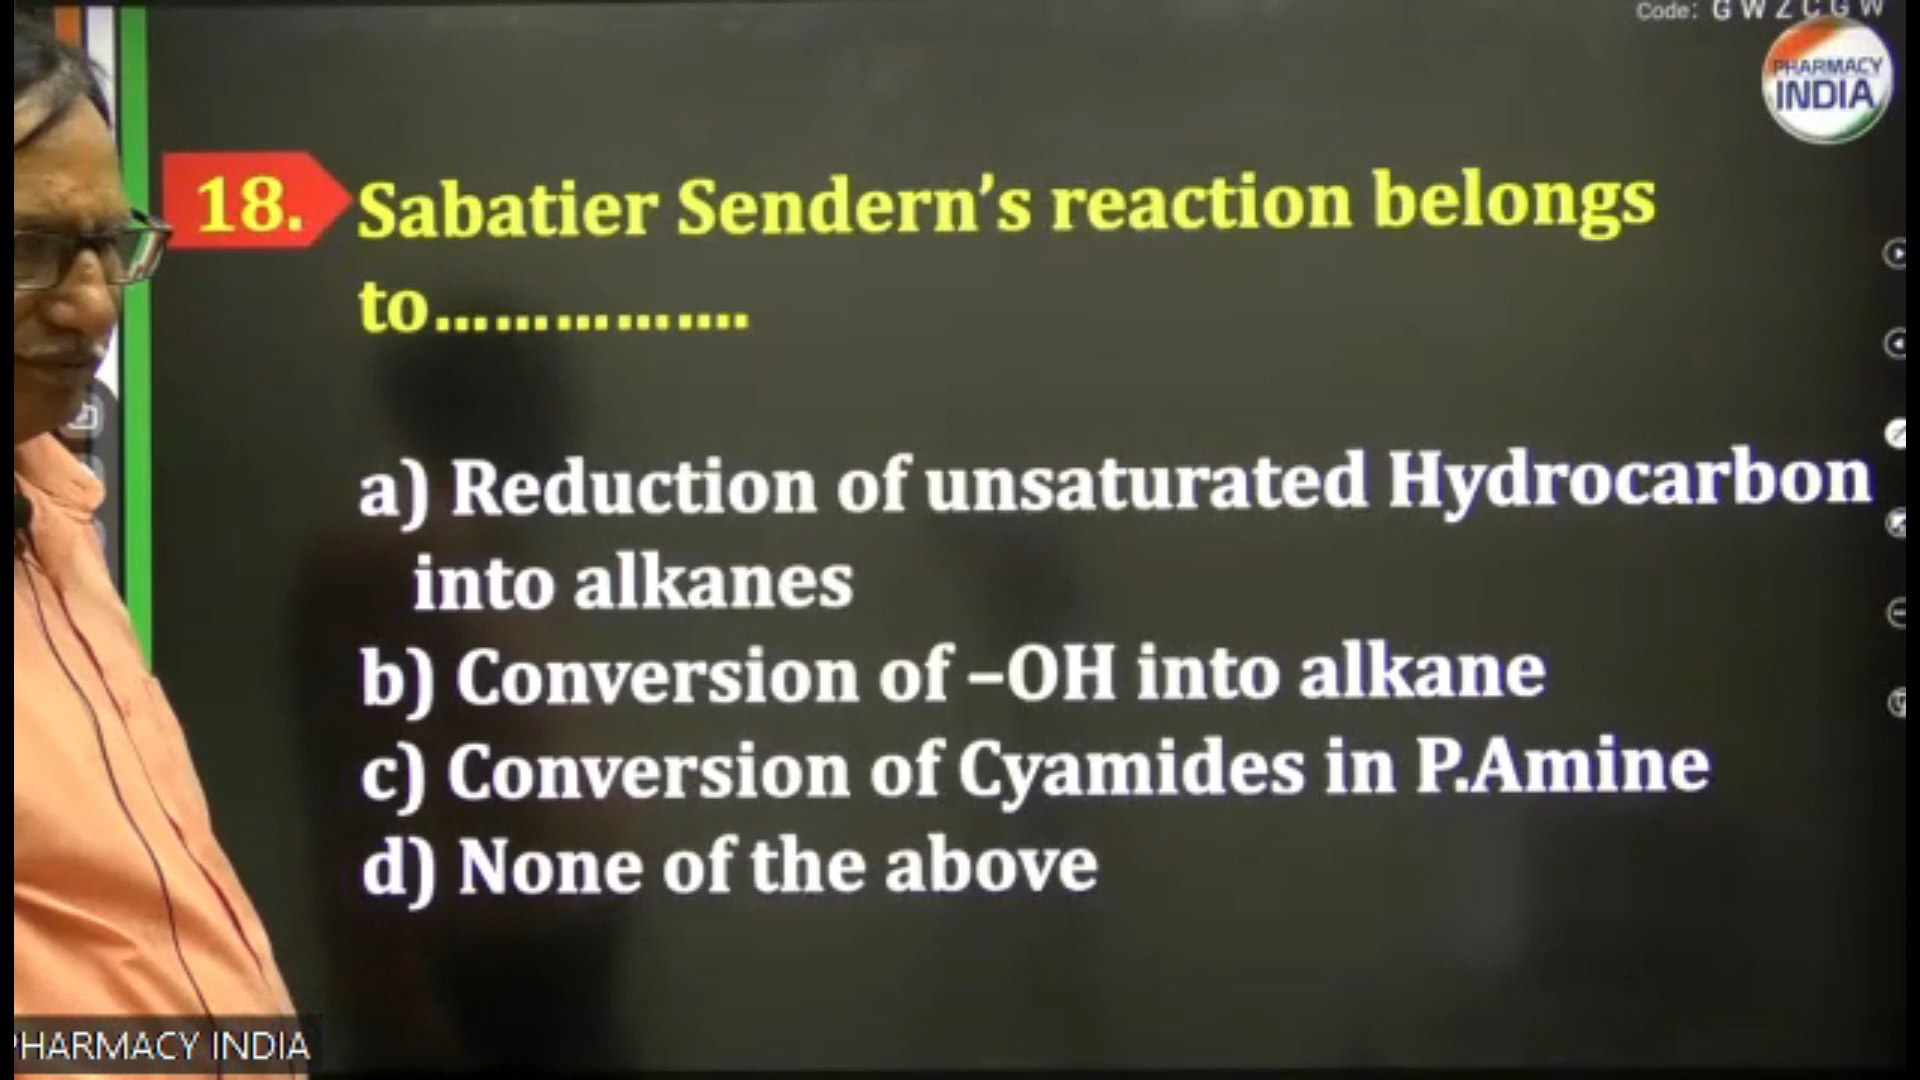 Code: G W Z C G W
PHARMACY
INDIA
18. Sabatier Sendern’s reaction belongs
to................
a) Reduction of unsaturated Hydrocarbon
into alkanes
b) Conversion of –OH into alkane
c) Conversion of Cyamides in P.Amine
d) None of the above
PHARMACY INDIA